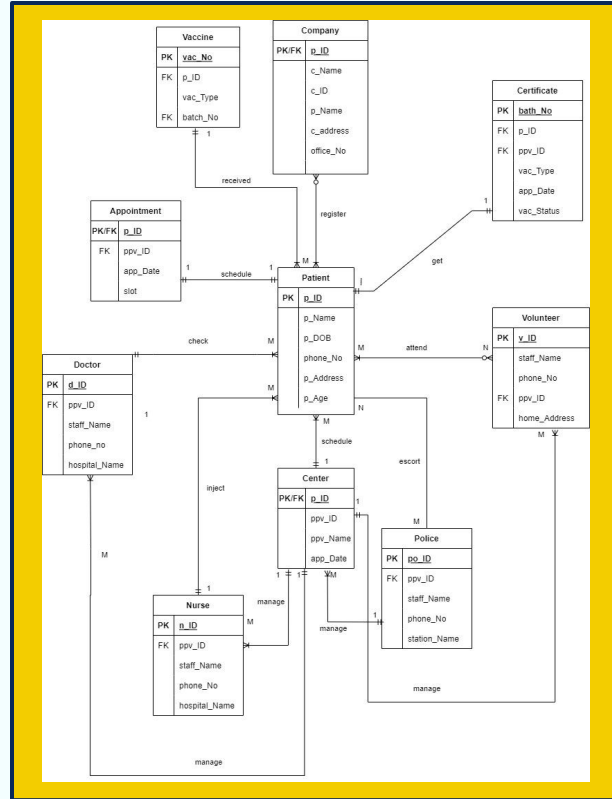 Vaccine
PK vac_No
FK p_ID
vac_Type
FK batch_No
Company
PK/FK p_ID
c_Name
c_ID
p_Name
c_address
office_No
Certificate
PK bath_No
FK p_ID
FK ppv_ID
vac_Type
app_Date
vac_Status
1
received
M
register
1
get
Appointment
PK/FK p_ID
FK ppv_ID
app_Date
slot
1
schedule
1
M
Patient
PK p_ID
p_Name
p_DOB
phone_No
p_Address
p_Age
Volunteer
PK v_ID
staff_Name
phone_No
FK ppv_ID
home_Address
check
M
M
attend
N
Doctor
PK d_ID
FK ppv_ID
staff_Name
phone_no
hospital_Name
1
M
M
N
M
schedule
1
escort
inject
Center
PK/FK p_ID
ppv_ID
ppv_Name
app_Date
1
M
M
Police
PK po_ID
FK ppv_ID
staff_Name
phone_No
station_Name
1
1
1
M
manage
1
manage
1
M
Nurse
PK n_ID
FK ppv_ID
staff_Name
phone_No
hospital_Name
manage
manage